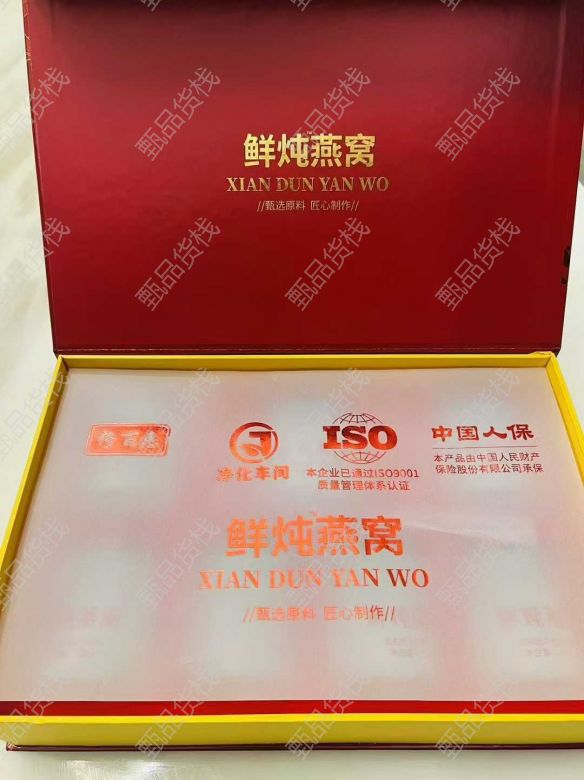 鲜炖燕窝
XIAN DUN YAN WO
//甄选原料 匠心制作//
净化车间
ISO
本企业已通过ISO9001
质量管理体系认证
中国人保
本产品由中国人民财产
保险股份有限公司承保
鲜炖燕窝
XIAN DUN YAN WO
//甄选原料 匠心制作//
甄品货栈